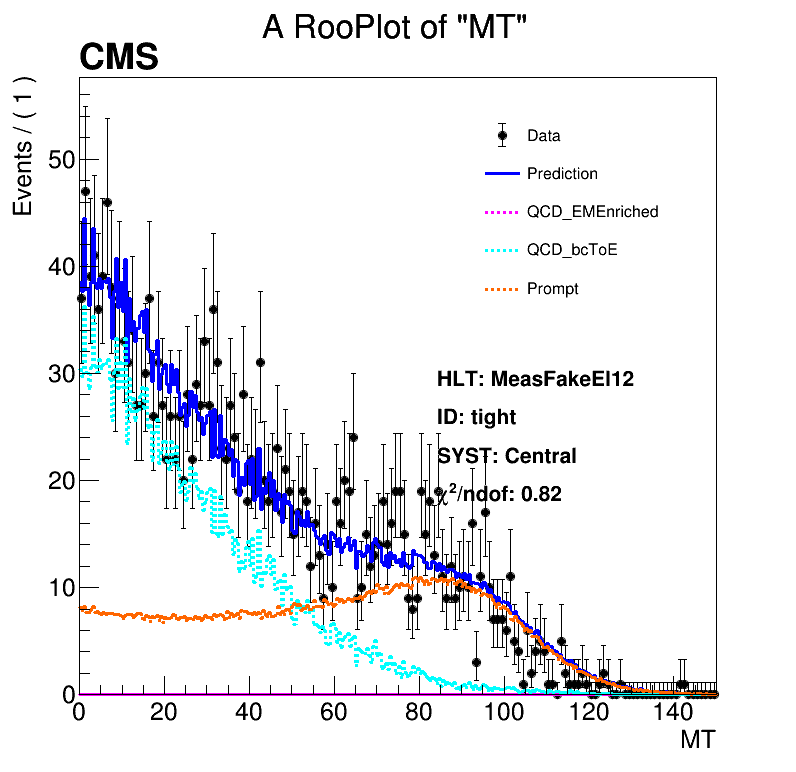 A RooPlot of "MT"
CMS
Events / ( 1 )
50
40
30
20
10
0
Data
Prediction
QCD_EMEnriched
QCD_bcToE
Prompt
HLT: MeasFakeEl12
ID: tight
SYST: Central
χ²/ndof: 0.82
0 20 40 60 80 100 120 140
MT